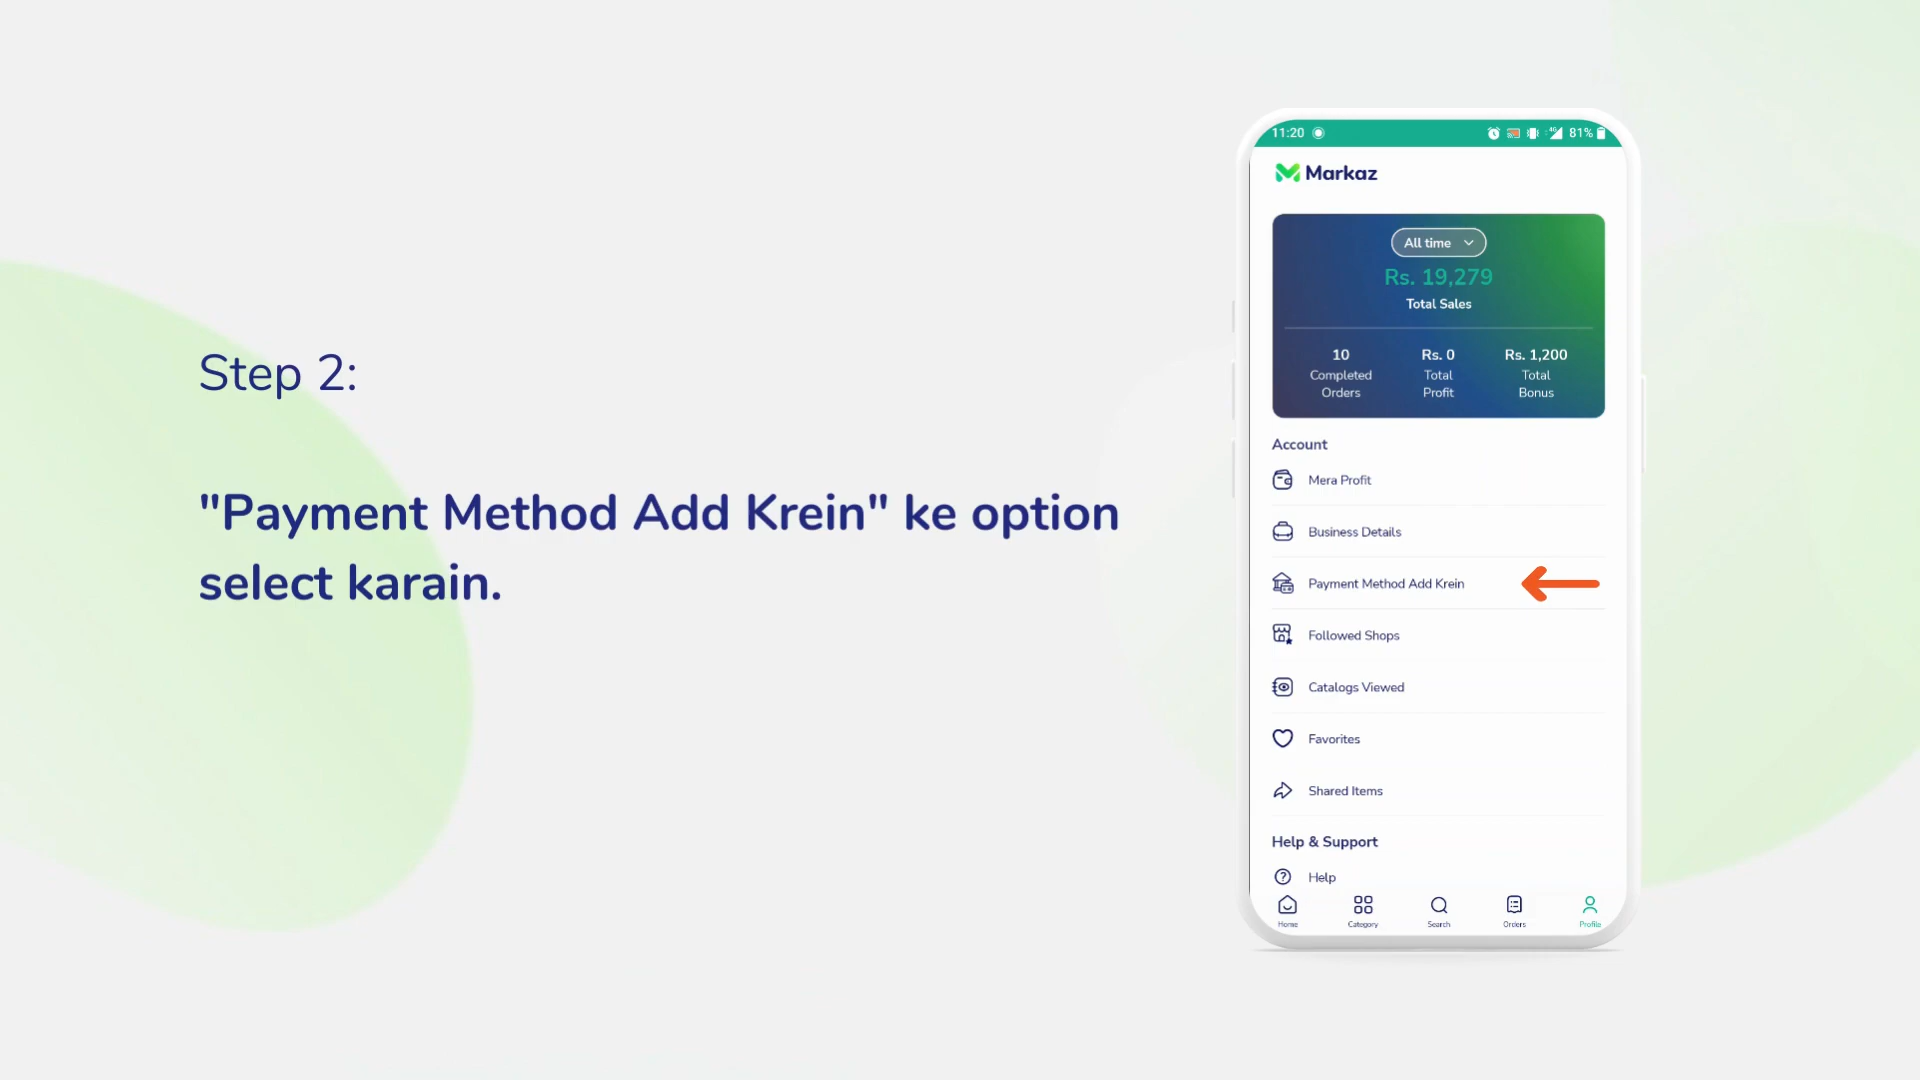 Step 2:
"Payment Method Add Krein" ke option
select karain.
11:20
4G
81%
Markaz
All time
Rs. 19,279
Total Sales
10
Completed
Orders
Rs. 0
Total
Profit
Rs. 1,200
Total
Bonus
Account
Mera Profit
Business Details
Payment Method Add Krein
Followed Shops
Catalogs Viewed
Favorites
Shared Items
Help & Support
Help
Home
Category
Search
Orders
Profile